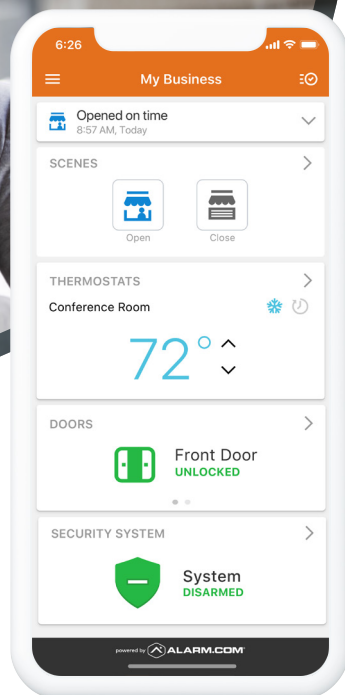 6:26
My Business
Opened on time
8:57 AM, Today
SCENES
Open
Close
THERMOSTATS
Conference Room
72°
DOORS
Front Door
UNLOCKED
SECURITY SYSTEM
System
DISARMED
powered by ALARM.COM